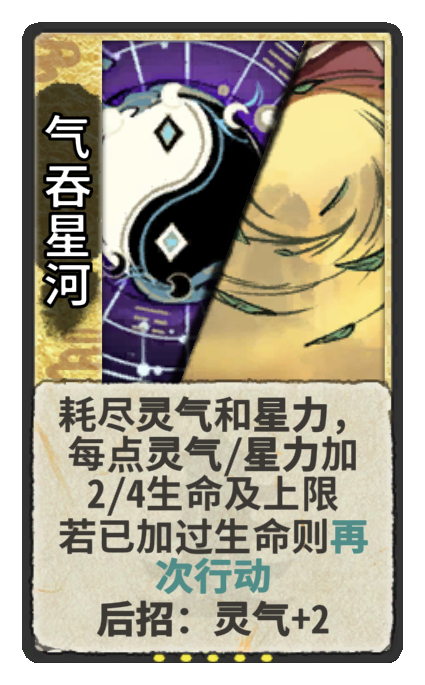 气吞星河
耗尽灵气和星力，
每点灵气/星力加
2/4生命及上限
若已加过生命则再
次行动
后招：灵气+2